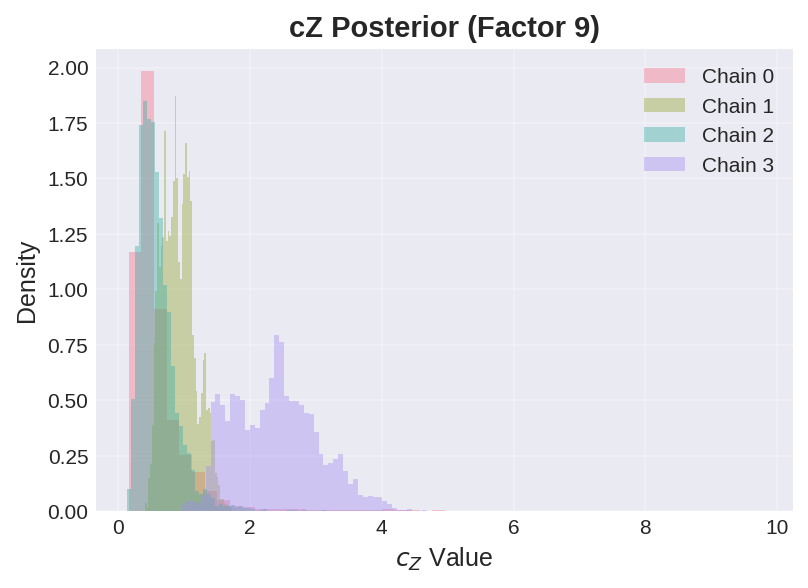 cZ Posterior (Factor 9)
Chain 0
Chain 1
Chain 2
Chain 3
Density
2.00
1.75
1.50
1.25
1.00
0.75
0.50
0.25
0.00
0 2 4 6 8 10
c_Z Value